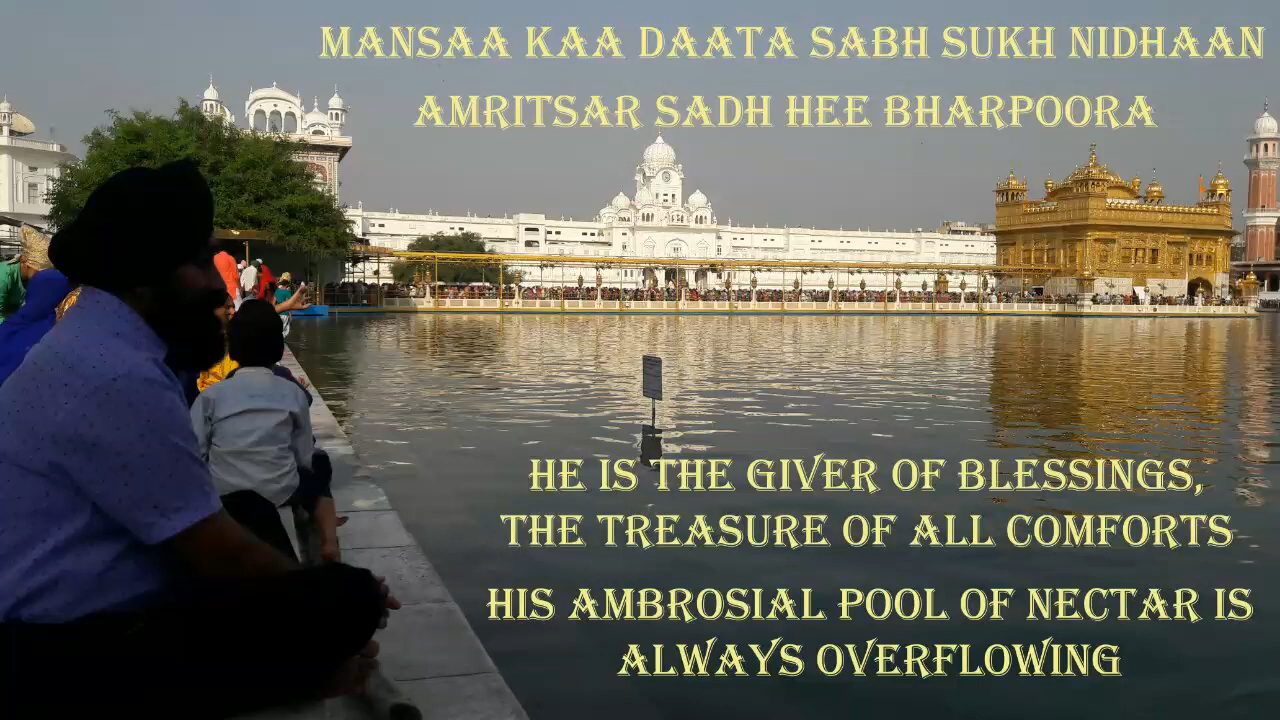 MANSAA KAA DAATA SABH SUKH NIDHAAN
AMRITSAR SADH HEE BHARPOORA
HE IS THE GIVER OF BLESSINGS,
THE TREASURE OF ALL COMFORTS
HIS AMBROSIAL POOL OF NECTAR IS
ALWAYS OVERFLOWING